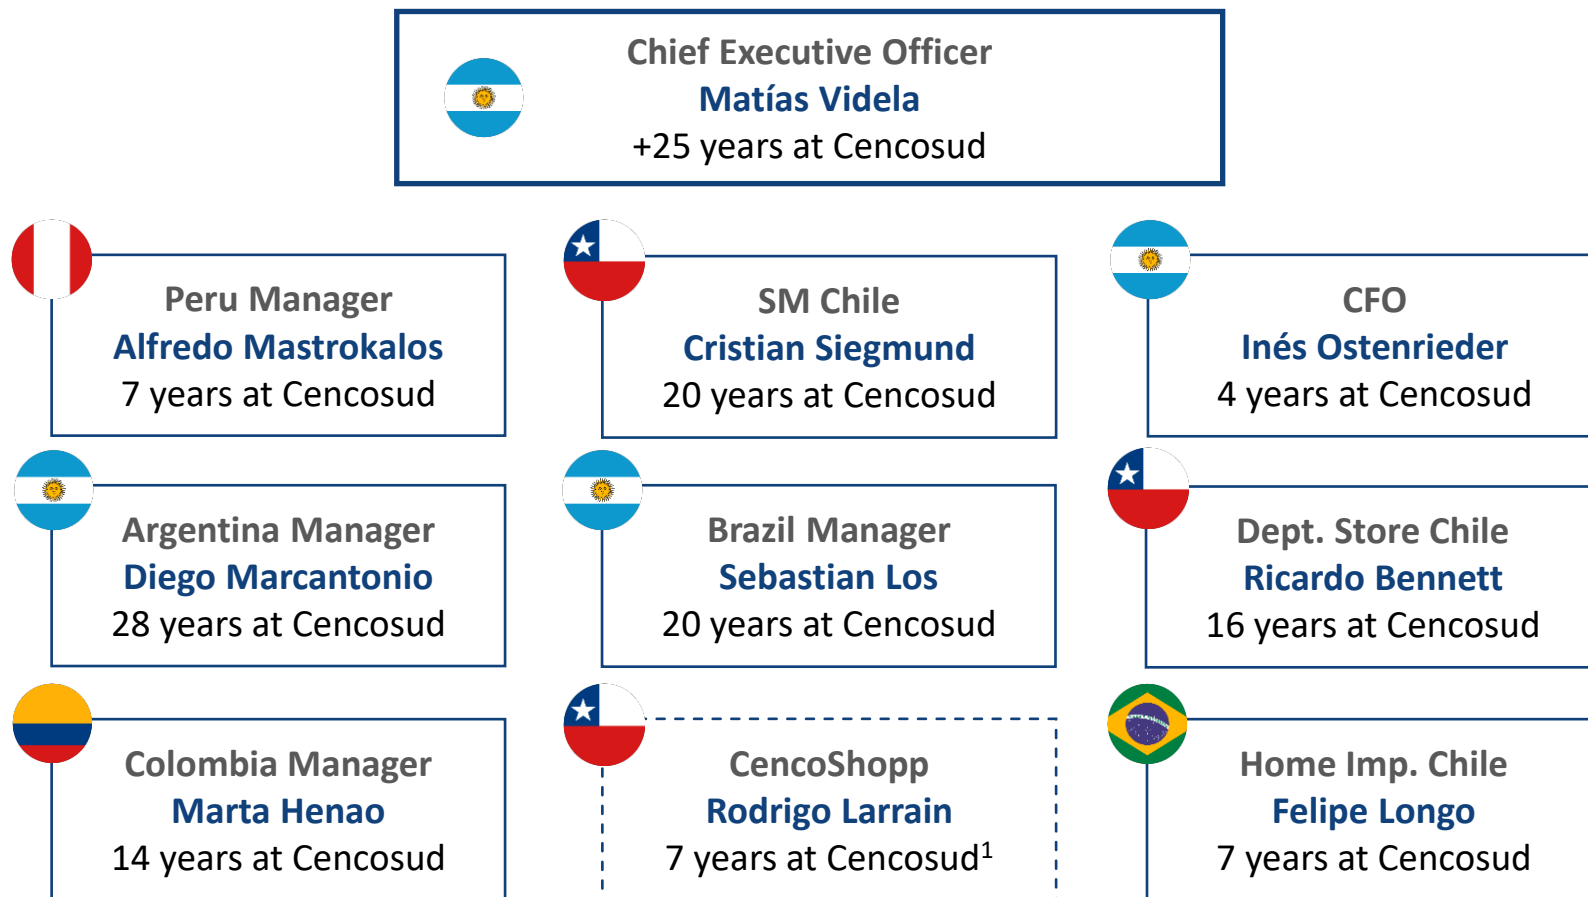 Chief Executive Officer
Matías Videla
+25 years at Cencosud
Peru Manager
Alfredo Mastrokalos
7 years at Cencosud
SM Chile
Cristian Siegmund
20 years at Cencosud
CFO
Inés Ostenrieder
4 years at Cencosud
Argentina Manager
Diego Marcantonio
28 years at Cencosud
Brazil Manager
Sebastian Los
20 years at Cencosud
Dept. Store Chile
Ricardo Bennett
16 years at Cencosud
Colombia Manager
Marta Henao
14 years at Cencosud
CencoShopp
Rodrigo Larrain
7 years at Cencosud¹
Home Imp. Chile
Felipe Longo
7 years at Cencosud